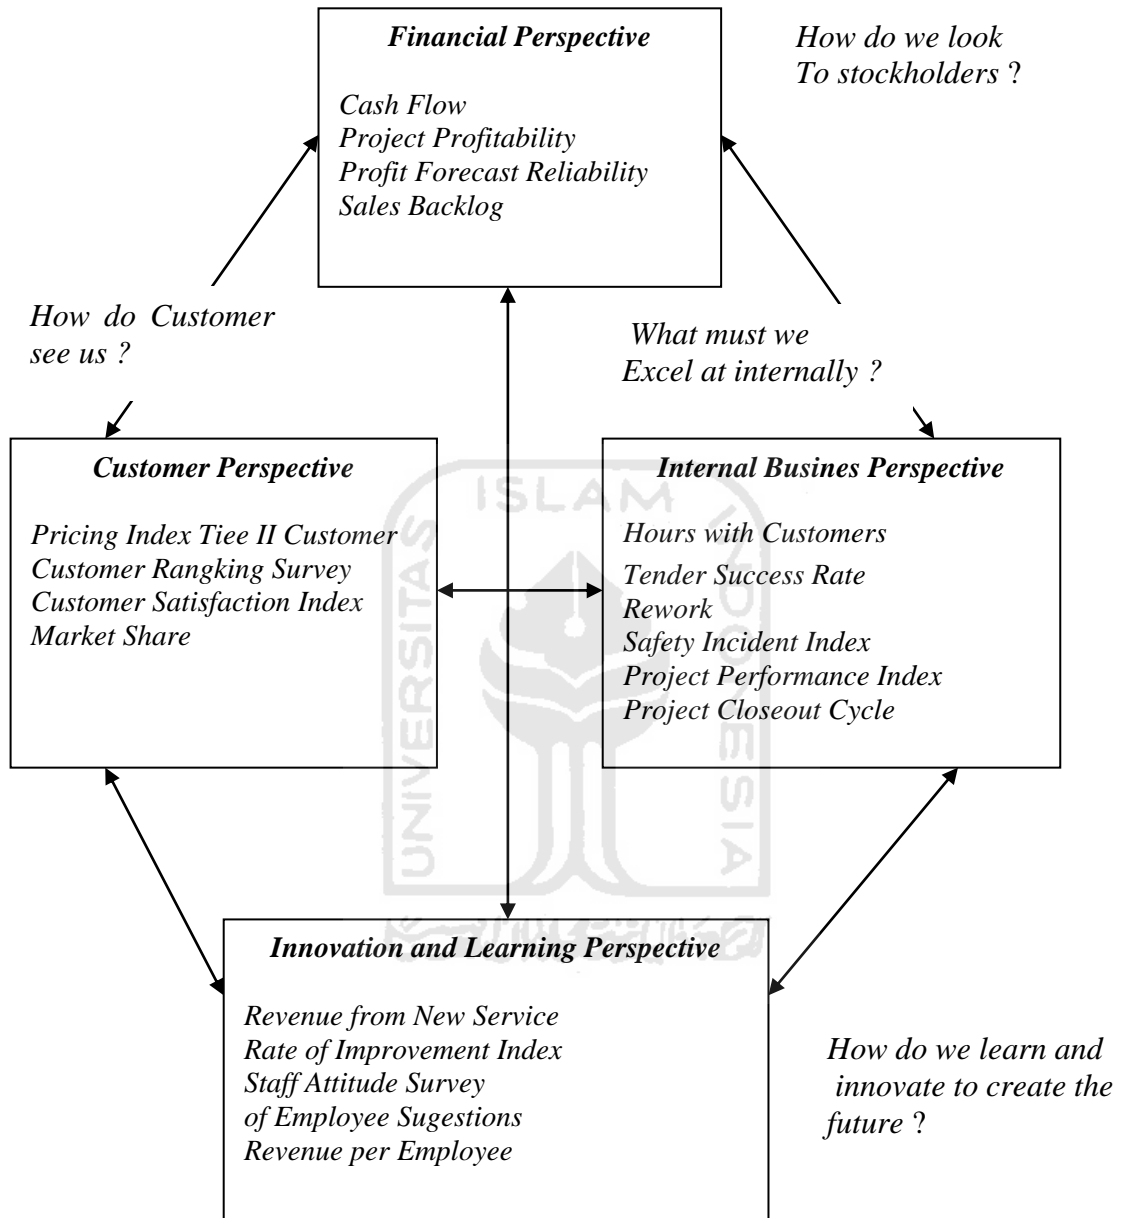 Financial Perspective
Cash Flow
Project Profitability
Profit Forecast Reliability
Sales Backlog
How do we look
To stockholders ?
How do Customer
see us ?
What must we
Excel at internally ?
Customer Perspective
Pricing Index Tiee II Customer
Customer Rangking Survey
Customer Satisfaction Index
Market Share
Internal Busines Perspective
Hours with Customers
Tender Success Rate
Rework
Safety Incident Index
Project Performance Index
Project Closeout Cycle
ISLAM
UNIVERSITAS
INDONESIA
Innovation and Learning Perspective
Revenue from New Service
Rate of Improvement Index
Staff Attitude Survey
of Employee Sugestions
Revenue per Employee
How do we learn and
innovate to create the
future ?